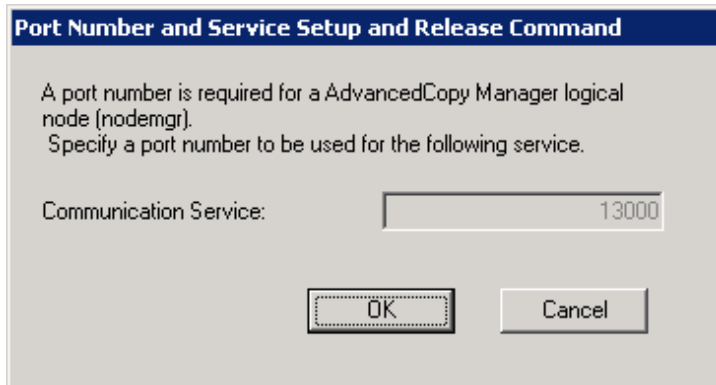 Port Number and Service Setup and Release Command
A port number is required for a AdvancedCopy Manager logical
node (nodemgr).
Specify a port number to be used for the following service.
Communication Service: 13000
OK Cancel